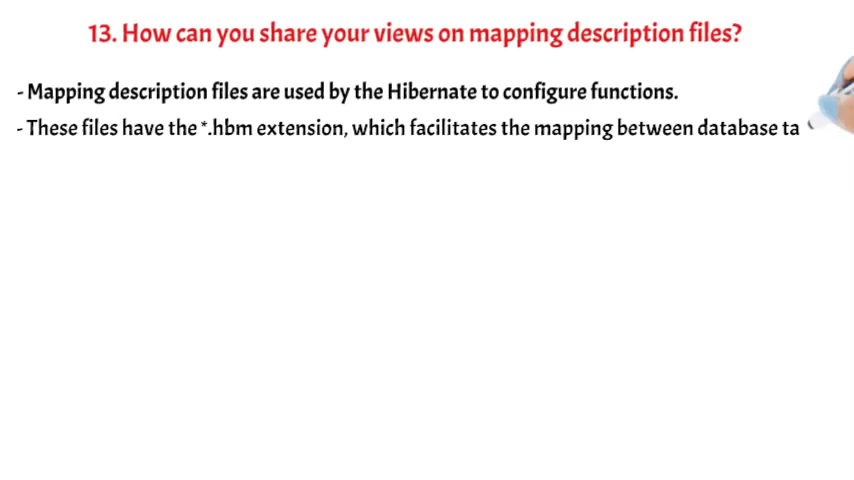 13. How can you share your views on mapping description files?
- Mapping description files are used by the Hibernate to configure functions.
- These files have the *.hbm extension, which facilitates the mapping between database ta